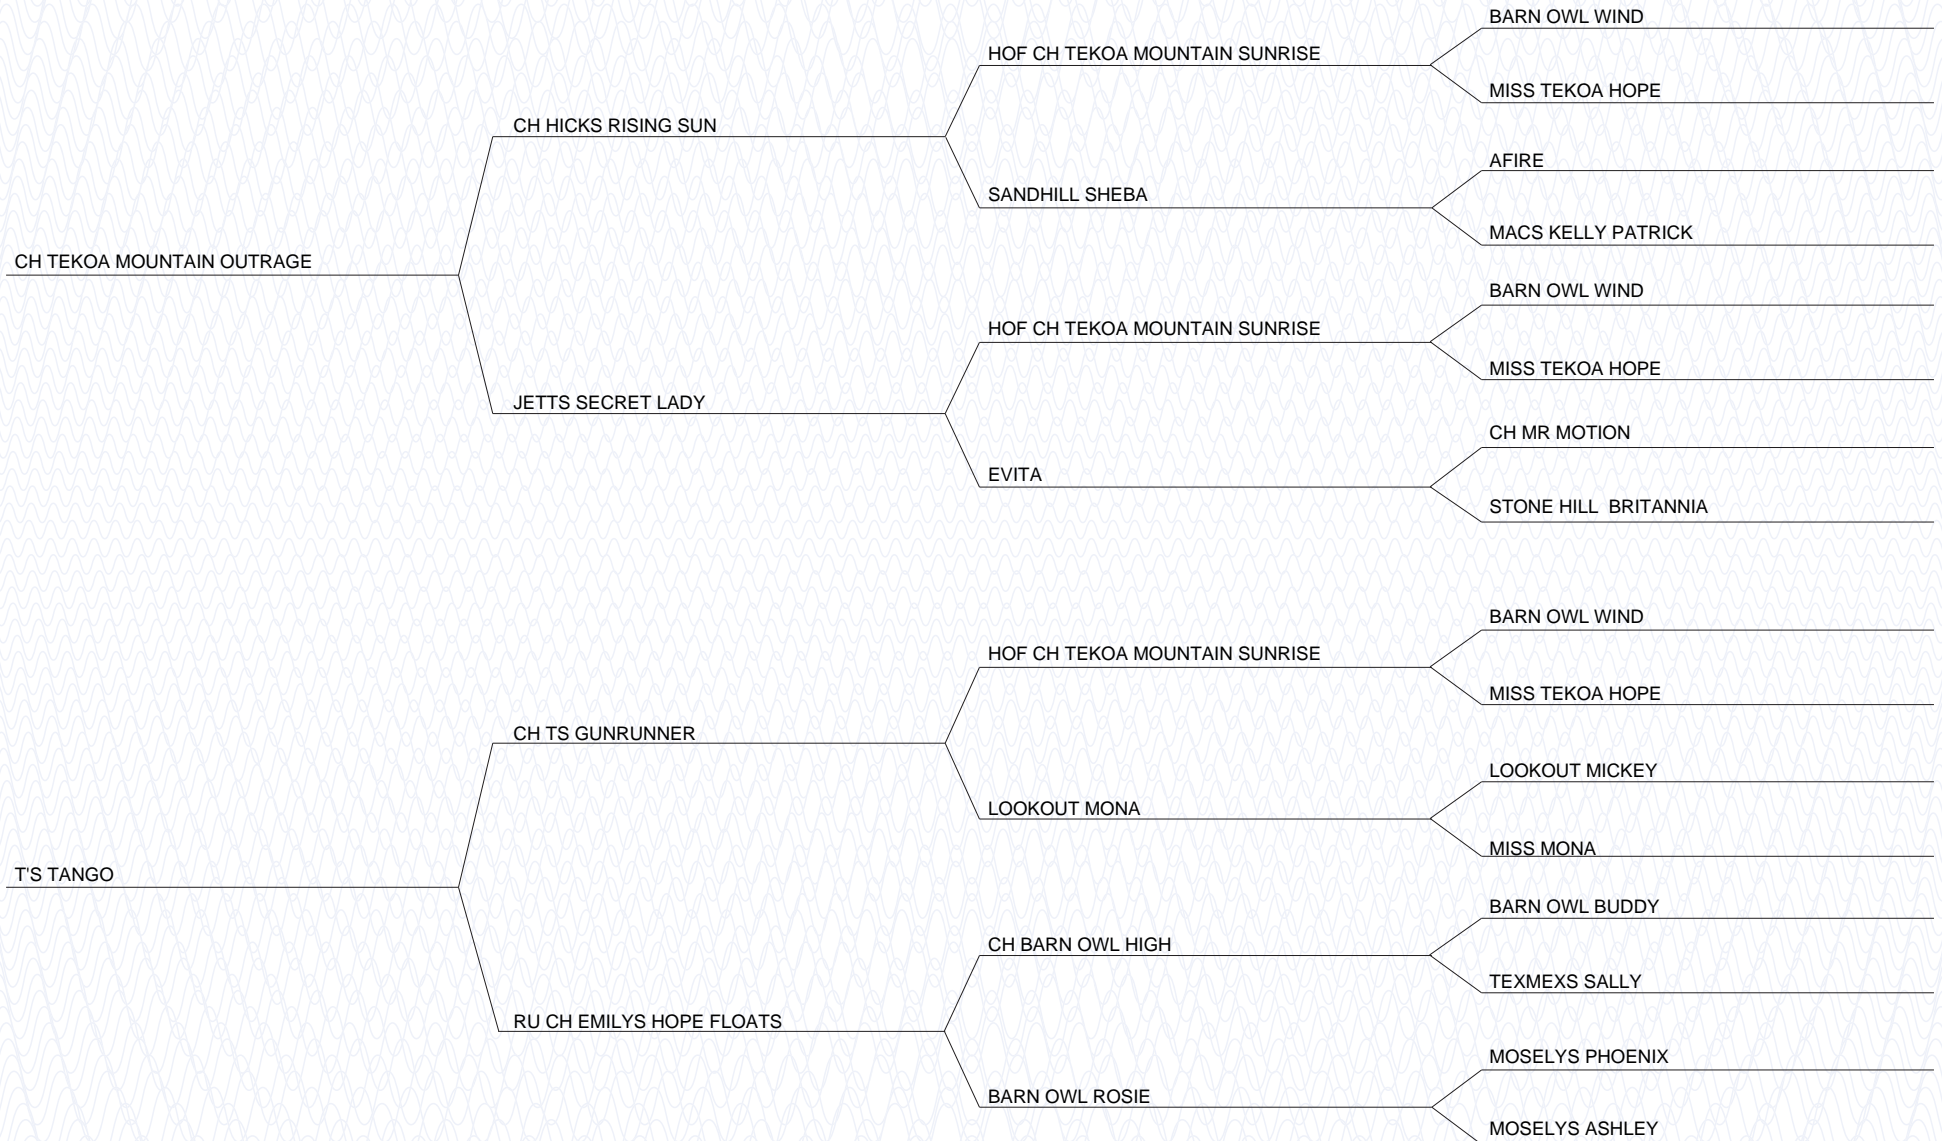 BARN OWL WIND
HOF CH TEKOA MOUNTAIN SUNRISE
MISS TEKOA HOPE
CH HICKS RISING SUN
AFIRE
SANDHILL SHEBA
MACS KELLY PATRICK
CH TEKOA MOUNTAIN OUTRAGE
BARN OWL WIND
HOF CH TEKOA MOUNTAIN SUNRISE
MISS TEKOA HOPE
JETTS SECRET LADY
CH MR MOTION
EVITA
STONE HILL  BRITANNIA
BARN OWL WIND
HOF CH TEKOA MOUNTAIN SUNRISE
MISS TEKOA HOPE
CH TS GUNRUNNER
LOOKOUT MICKEY
LOOKOUT MONA
MISS MONA
T'S TANGO
BARN OWL BUDDY
CH BARN OWL HIGH
TEXMEXS SALLY
RU CH EMILYS HOPE FLOATS
MOSELYS PHOENIX
BARN OWL ROSIE
MOSELYS ASHLEY